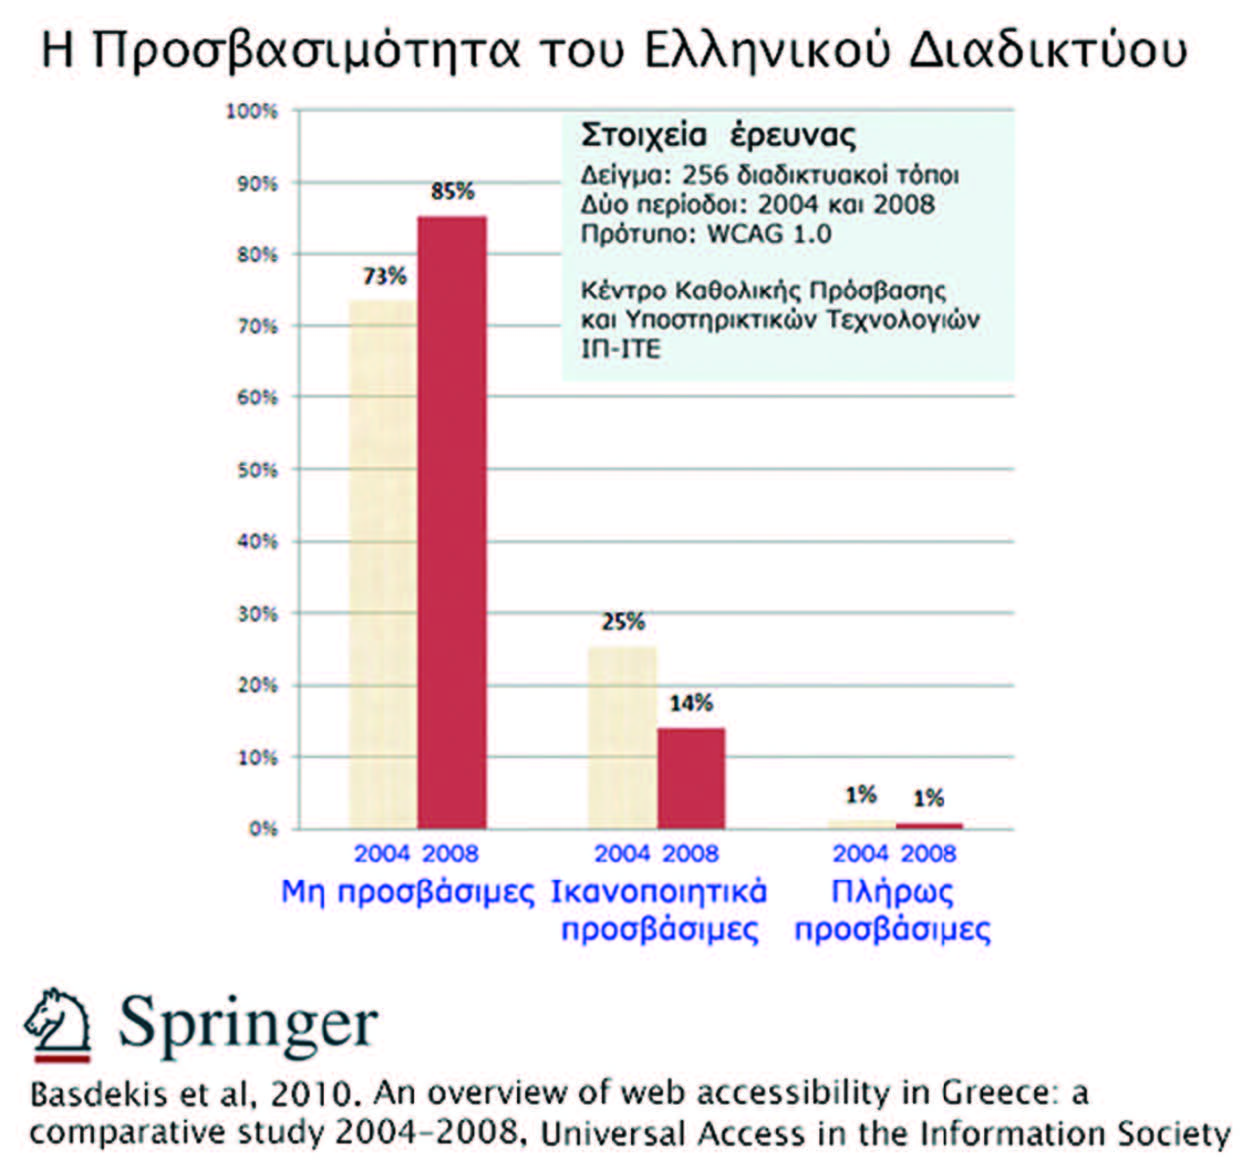 Η Προσβασιμότητα του Ελληνικού Διαδικτύου
100%
90%
80%
70%
60%
50%
40%
30%
20%
10%
0%
Στοιχεία έρευνας
Δείγμα: 256 διαδικτυακοί τόποι
Δύο περίοδοι: 2004 και 2008
Πρότυπο: WCAG 1.0
Κέντρο Καθολικής Πρόσβασης
και Υποστηρικτικών Τεχνολογιών
ΙΠ-ΙΤΕ
73%
85%
25%
14%
1%
1%
2004 2008
2004 2008
2004 2008
Μη προσβάσιμες
Ικανοποιητικά
προσβάσιμες
Πλήρως
προσβάσιμες
Springer
Basdekis et al, 2010. An overview of web accessibility in Greece: a
comparative study 2004–2008, Universal Access in the Information Society